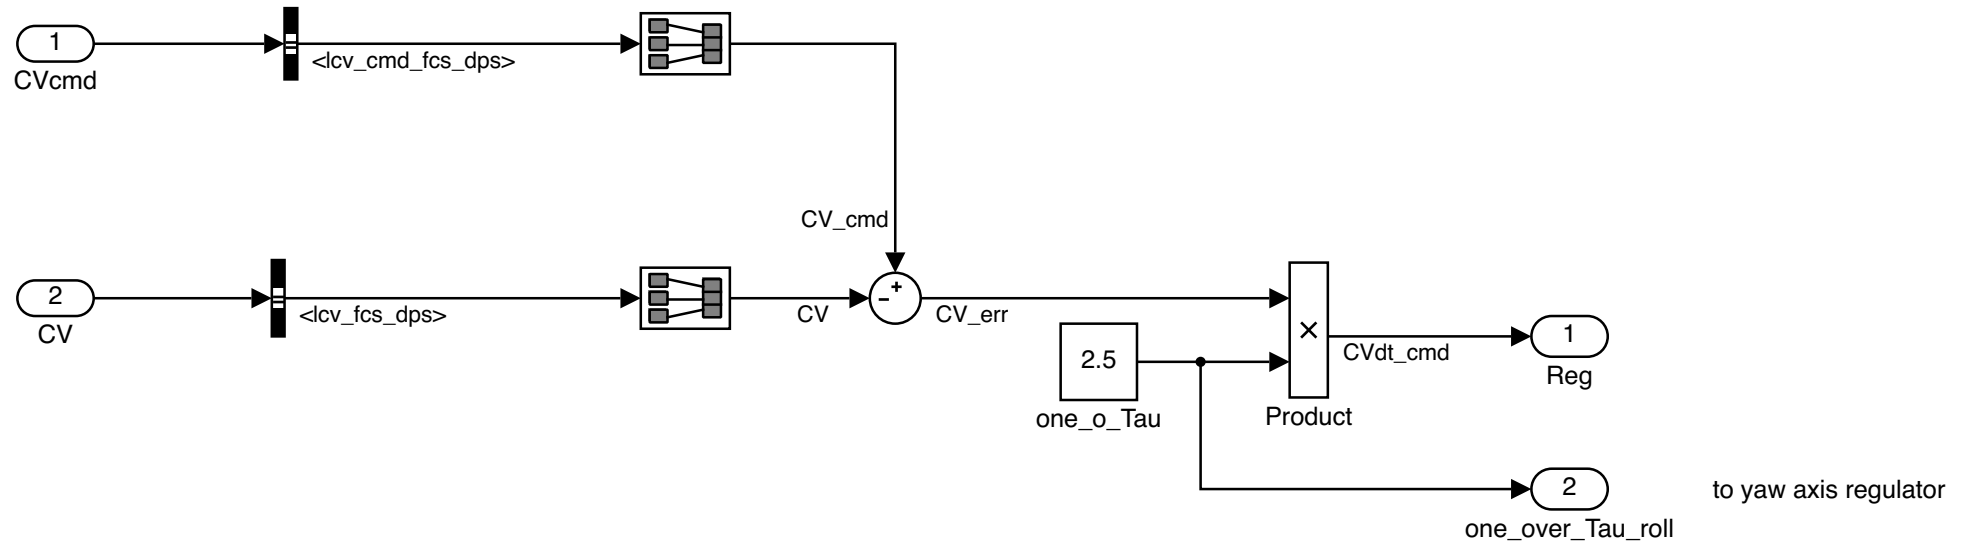 1
CVcmd
<lcv_cmd_fcs_dps>
CV_cmd
2
CV
<lcv_fcs_dps>
CV
- +
CV_err
2.5
one_o_Tau
×
Product
CVdt_cmd
1
Reg
2
one_over_Tau_roll
to yaw axis regulator